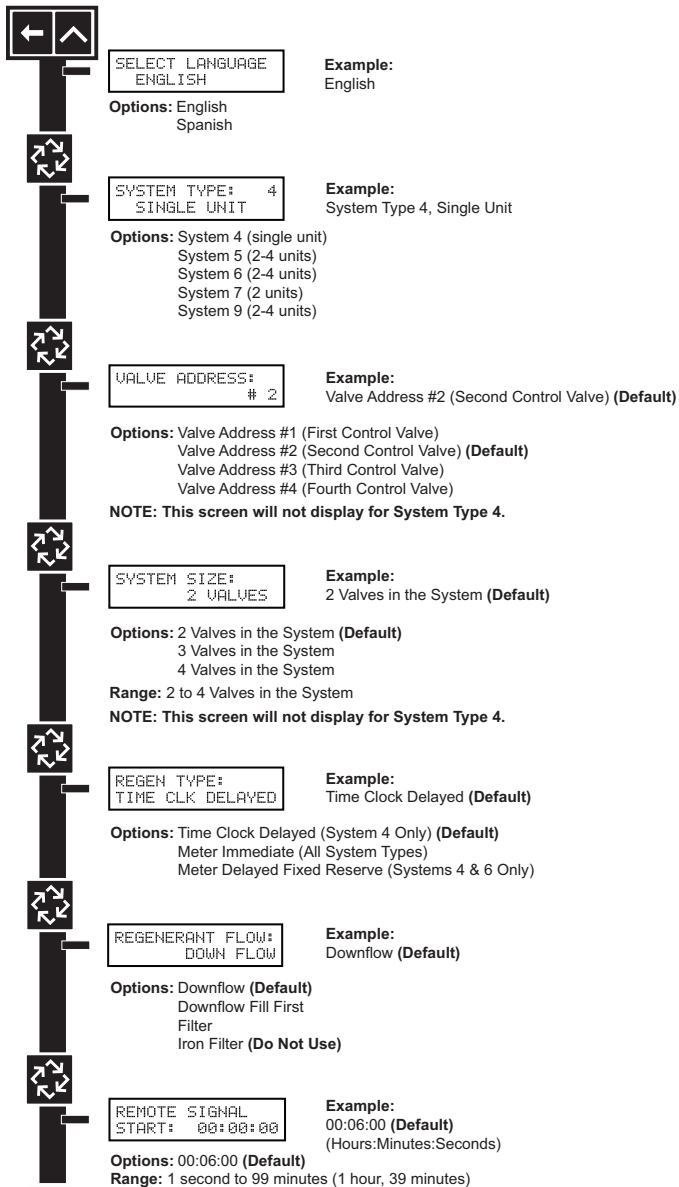 SELECT LANGUAGE
ENGLISH
Example:
English
Options: English
Spanish
SYSTEM TYPE: 4
SINGLE UNIT
Example:
System Type 4, Single Unit
Options: System 4 (single unit)
System 5 (2-4 units)
System 6 (2-4 units)
System 7 (2 units)
System 9 (2-4 units)
VALVE ADDRESS:
# 2
Example:
Valve Address #2 (Second Control Valve) (Default)
Options: Valve Address #1 (First Control Valve)
Valve Address #2 (Second Control Valve) (Default)
Valve Address #3 (Third Control Valve)
Valve Address #4 (Fourth Control Valve)
NOTE: This screen will not display for System Type 4.
SYSTEM SIZE:
2 VALVES
Example:
2 Valves in the System (Default)
Options: 2 Valves in the System (Default)
3 Valves in the System
4 Valves in the System
Range: 2 to 4 Valves in the System
NOTE: This screen will not display for System Type 4.
REGEN TYPE:
TIME CLK DELAYED
Example:
Time Clock Delayed (Default)
Options: Time Clock Delayed (System 4 Only) (Default)
Meter Immediate (All System Types)
Meter Delayed Fixed Reserve (Systems 4 & 6 Only)
REGENERANT FLOW:
DOWN FLOW
Example:
Downflow (Default)
Options: Downflow (Default)
Downflow Fill First
Filter
Iron Filter (Do Not Use)
REMOTE SIGNAL
START: 00:00:00
Example:
00:06:00 (Default)
(Hours:Minutes:Seconds)
Options: 00:06:00 (Default)
Range: 1 second to 99 minutes (1 hour, 39 minutes)